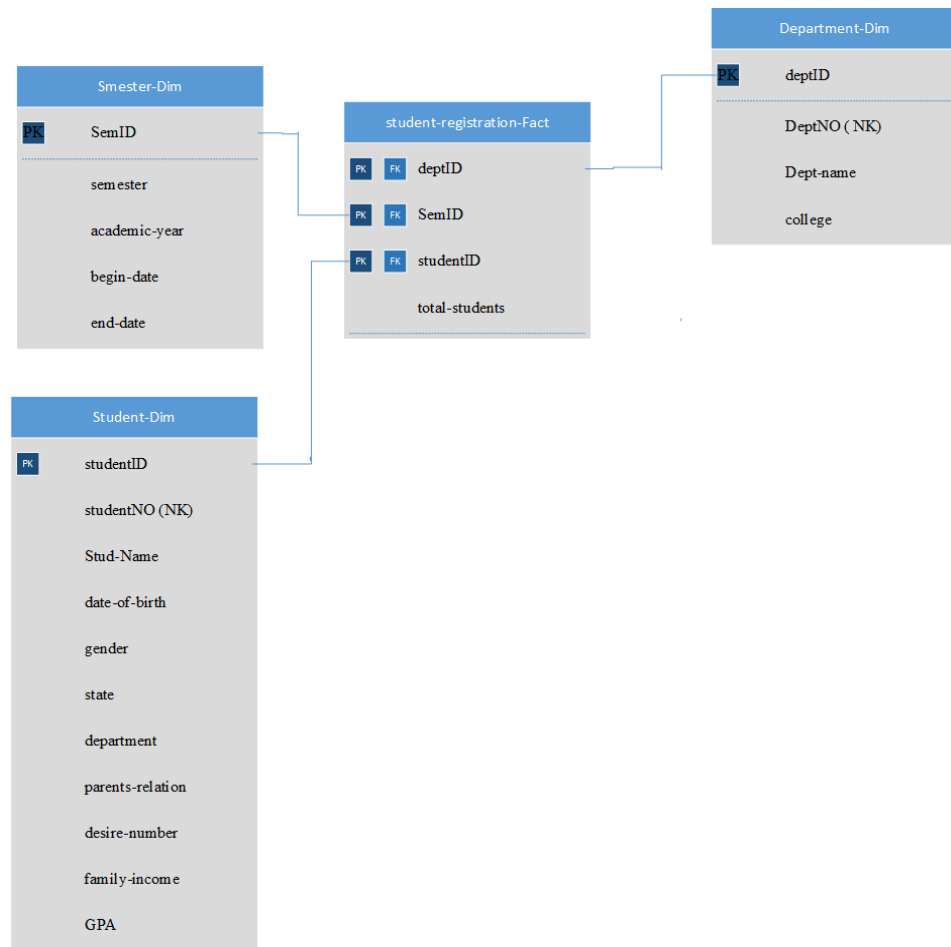 Smester-Dim
PK SemID
semester
academic-year
begin-date
end-date
student-registration-Fact
PK FK deptID
PK FK SemID
PK FK studentID
total-students
Department-Dim
PK deptID
DeptNO ( NK)
Dept-name
college
Student-Dim
PK studentID
studentNO (NK)
Stud-Name
date-of-birth
gender
state
department
parents-relation
desire-number
family-income
GPA